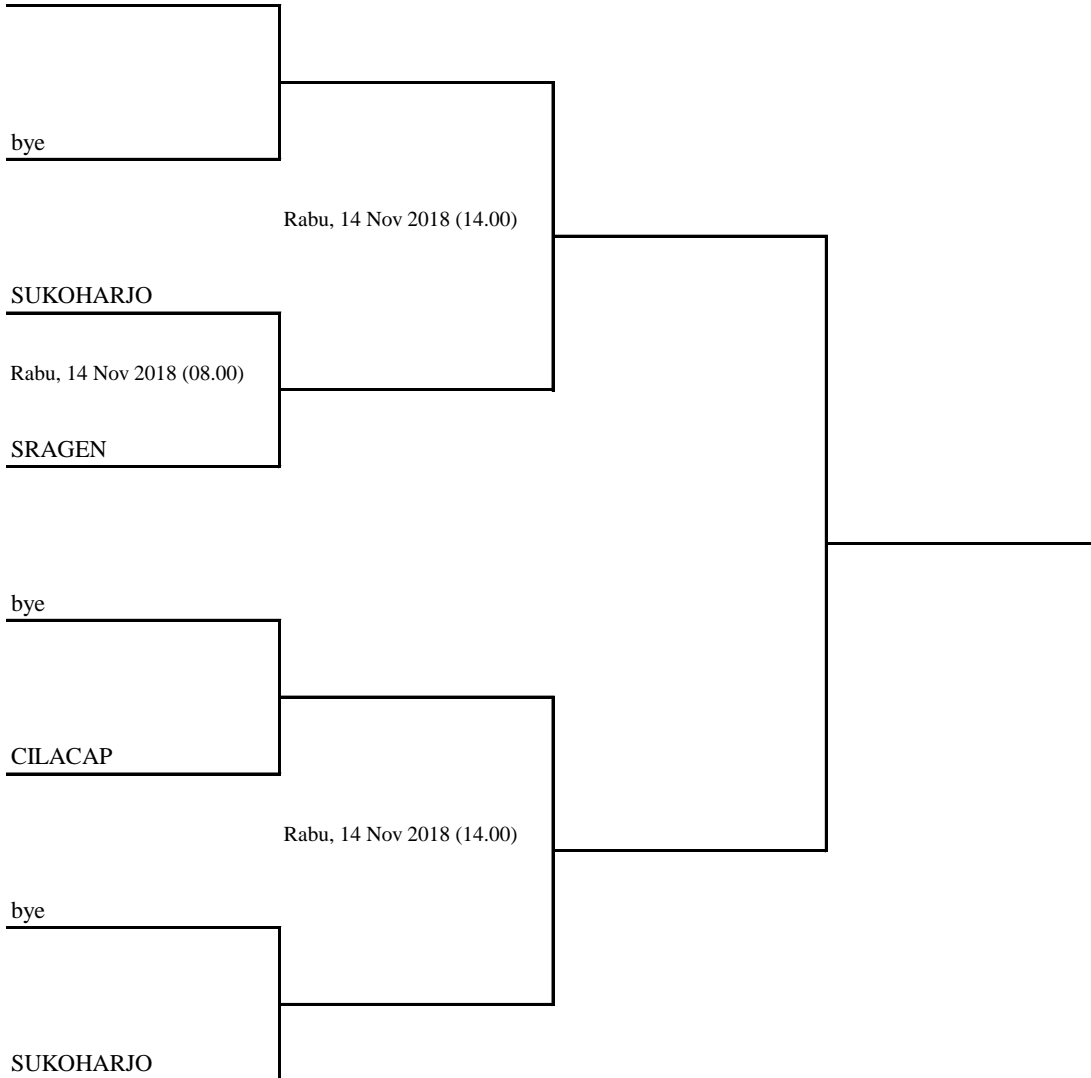 bye
Rabu, 14 Nov 2018 (14.00)
SUKOHARJO
Rabu, 14 Nov 2018 (08.00)
SRAGEN
bye
CILACAP
Rabu, 14 Nov 2018 (14.00)
bye
SUKOHARJO